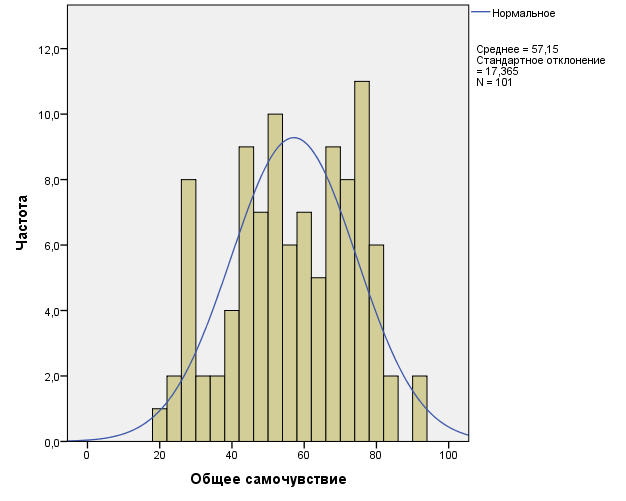 Нормальное
Среднее = 57,15
Стандартное отклонение
= 17,365
N = 101
12,0
10,0
8,0
6,0
4,0
2,0
0,0
Частота
0 20 40 60 80 100
Общее самочувствие